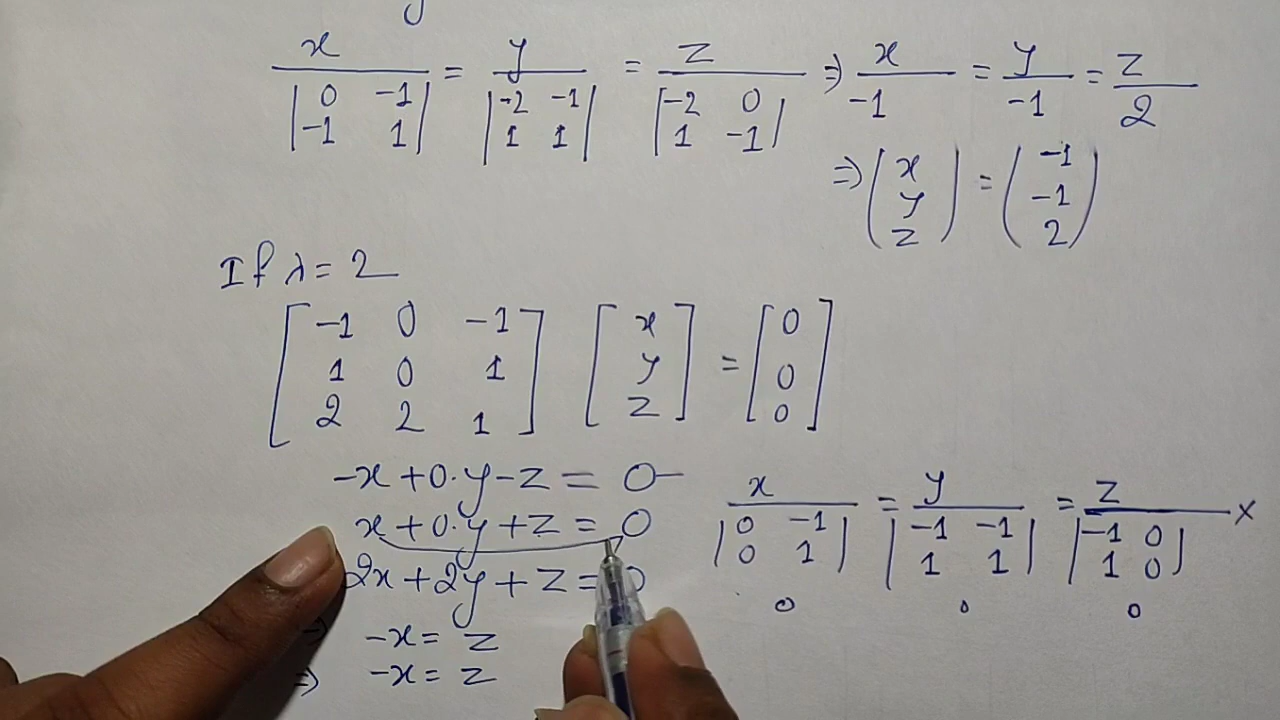 x / |0 -1; -1 1| = y / |-2 -1; 1 1| = z / |-2 0; 1 -1| ⇒ x/-1 = y/-1 = z/2
⇒ (x y z) = (-1 -1 2)
If λ = 2
[-1 0 -1; 1 0 1; 2 2 1] [x y z] = [0 0 0]
-x + 0·y - z = 0
x + 0·y + z = 0
2x + 2y + z = 0
⇒ -x = z
⇒ -x = z
x / |0 -1; 0 1| = y / |-1 -1; 1 1| = z / |-1 0; 1 0| ×
0 0 0